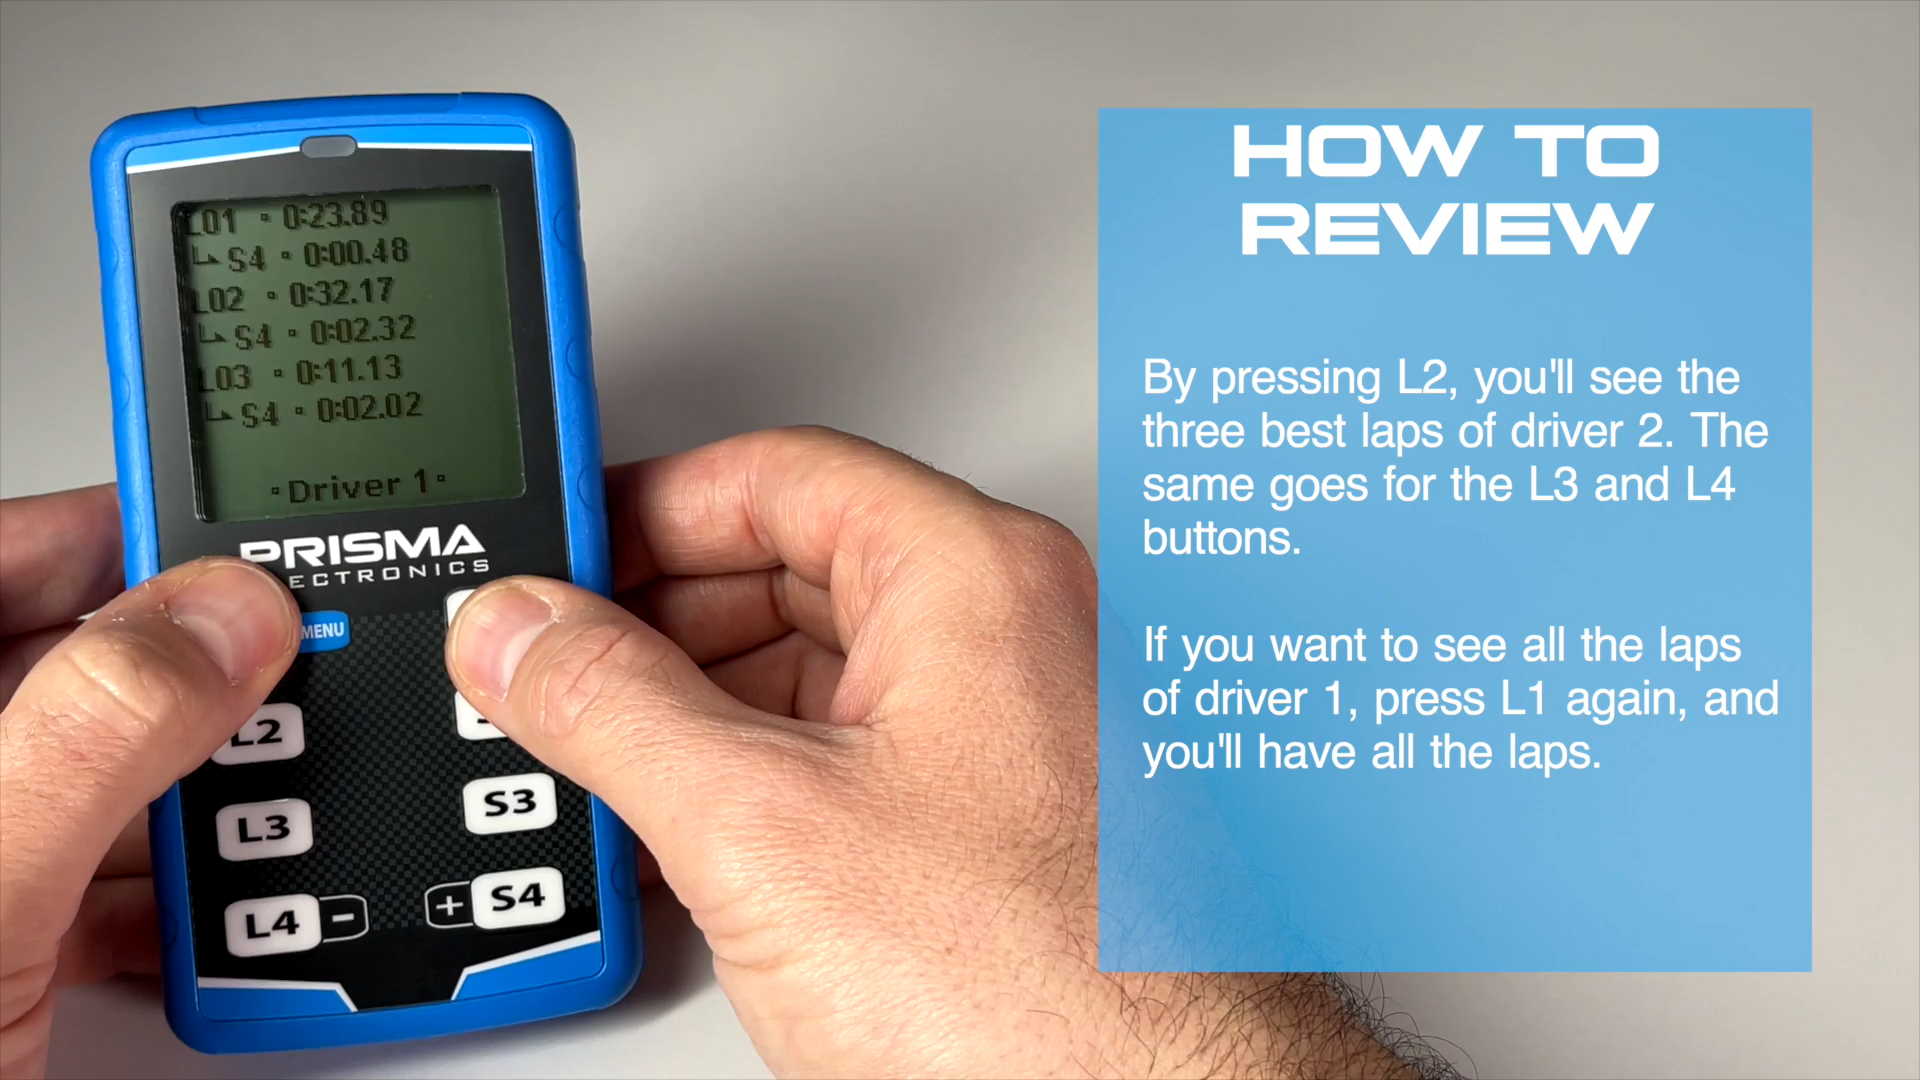 L01 ▫ 0:23.89
↳ S4 ▫ 0:00.48
L02 ▫ 0:32.17
↳ S4 ▫ 0:02.32
L03 ▫ 0:11.13
↳ S4 ▫ 0:02.02
▫Driver 1▫
PRISMA
ECTRONICS
MENU
L2
L3
S3
L4 −
+ S4
HOW TO
REVIEW
By pressing L2, you'll see the
three best laps of driver 2. The
same goes for the L3 and L4
buttons.
If you want to see all the laps
of driver 1, press L1 again, and
you'll have all the laps.